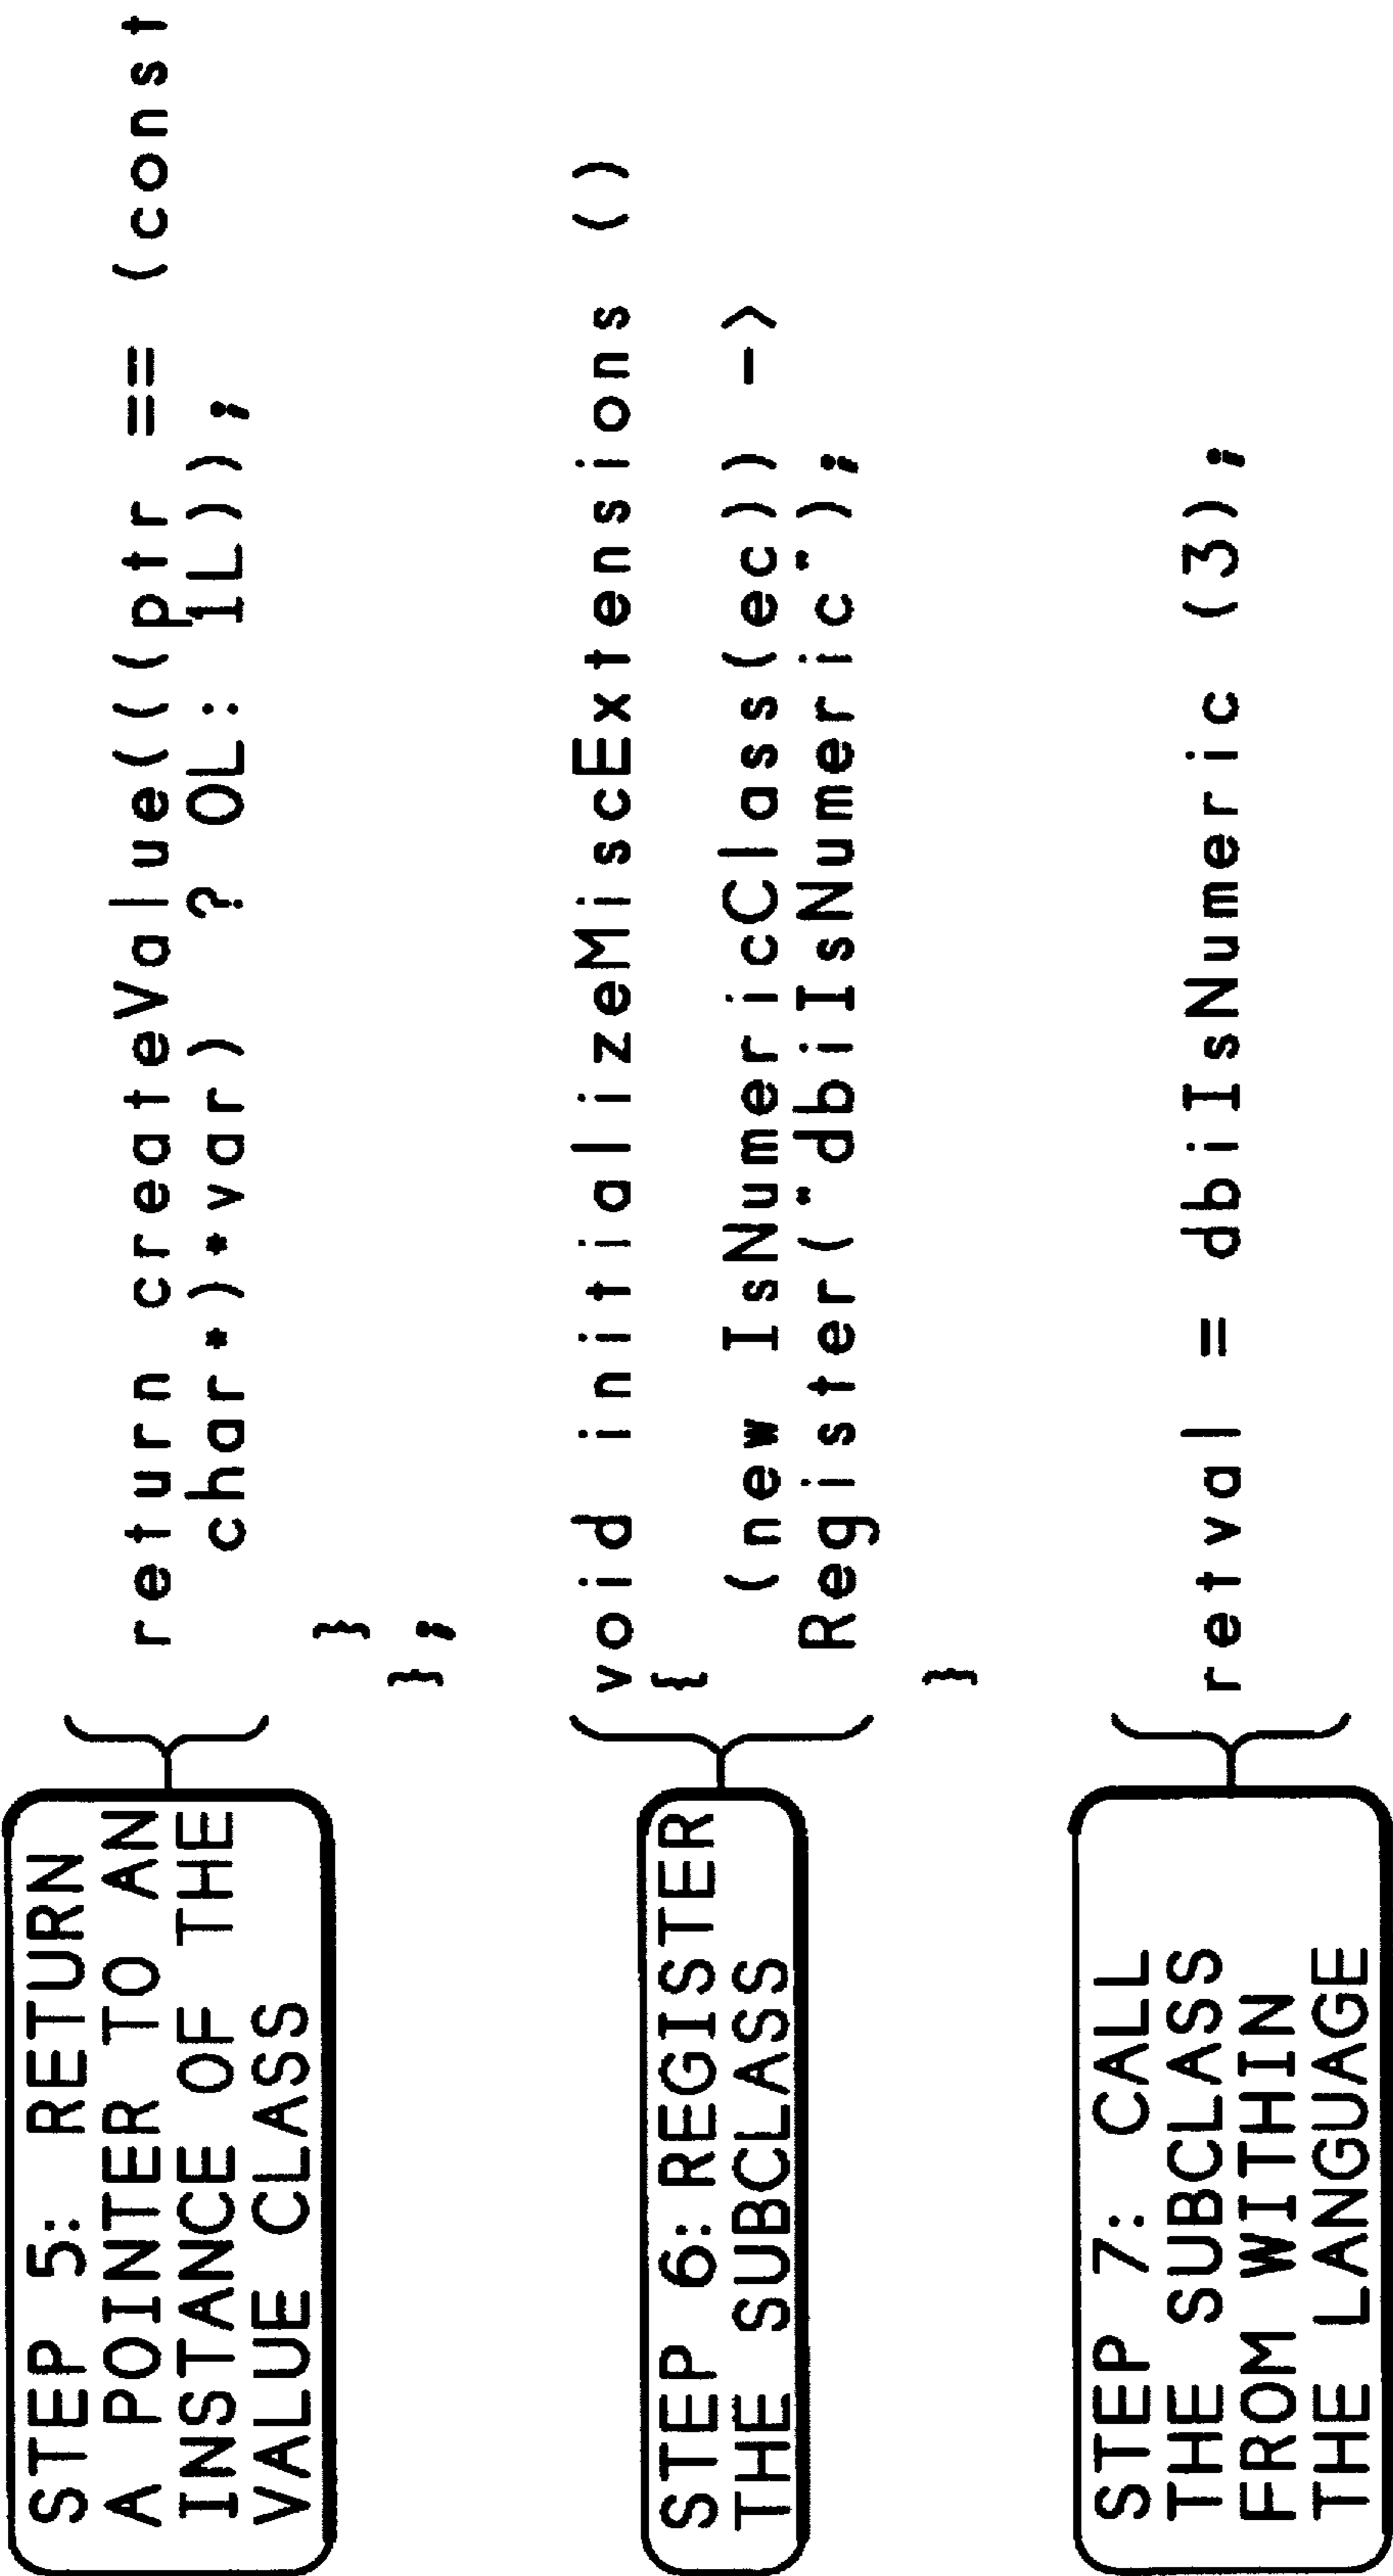 STEP 5: RETURN
A POINTER TO AN
INSTANCE OF THE
VALUE CLASS
return createValue(((ptr == (const
char*)*var) ? OL: 1L));
}
};
STEP 6: REGISTER
THE SUBCLASS
void initializeMiscExtensions ()
{
(new IsNumericClass(ec)) ->
Register("dbiIsNumeric");
}
STEP 7: CALL
THE SUBCLASS
FROM WITHIN
THE LANGUAGE
retval = dbiIsNumeric (3);